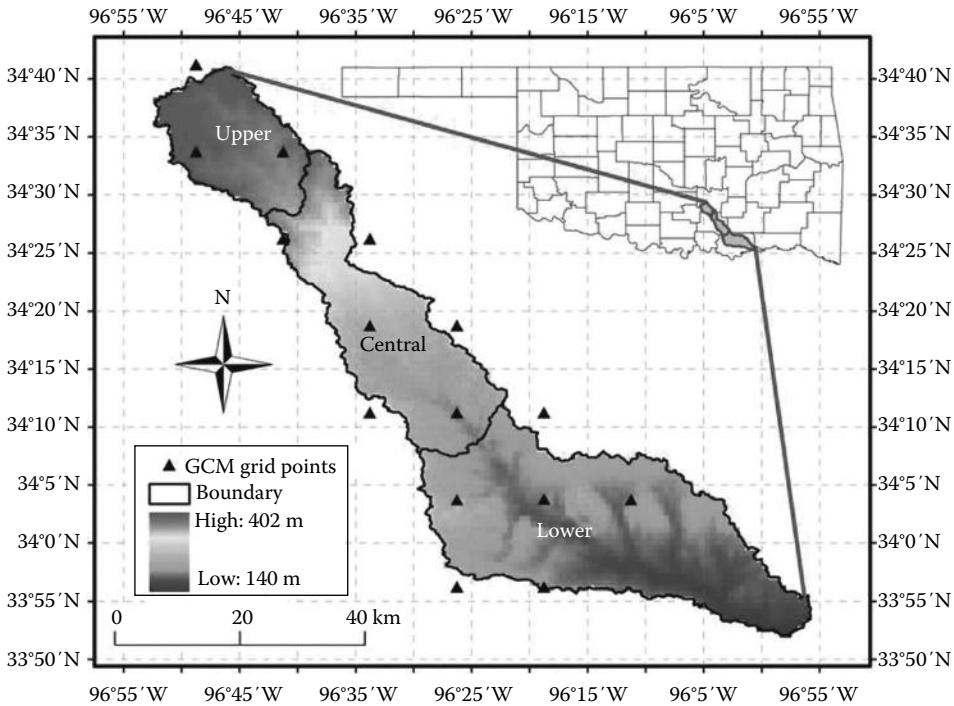 96°55′W 96°45′W 96°35′W 96°25′W 96°15′W 96°5′W 96°55′W
34°40′N 34°40′N
34°35′N Upper 34°35′N
34°30′N 34°30′N
34°25′N 34°25′N
N
34°20′N 34°20′N
Central
34°15′N 34°15′N
34°10′N 34°10′N
GCM grid points
34°5′N Boundary 34°5′N
High: 402 m Lower
34°0′N 34°0′N
Low: 140 m
33°55′N 33°55′N
0 20 40 km
33°50′N 33°50′N
96°55′W 96°45′W 96°35′W 96°25′W 96°15′W 96°5′W 96°55′W